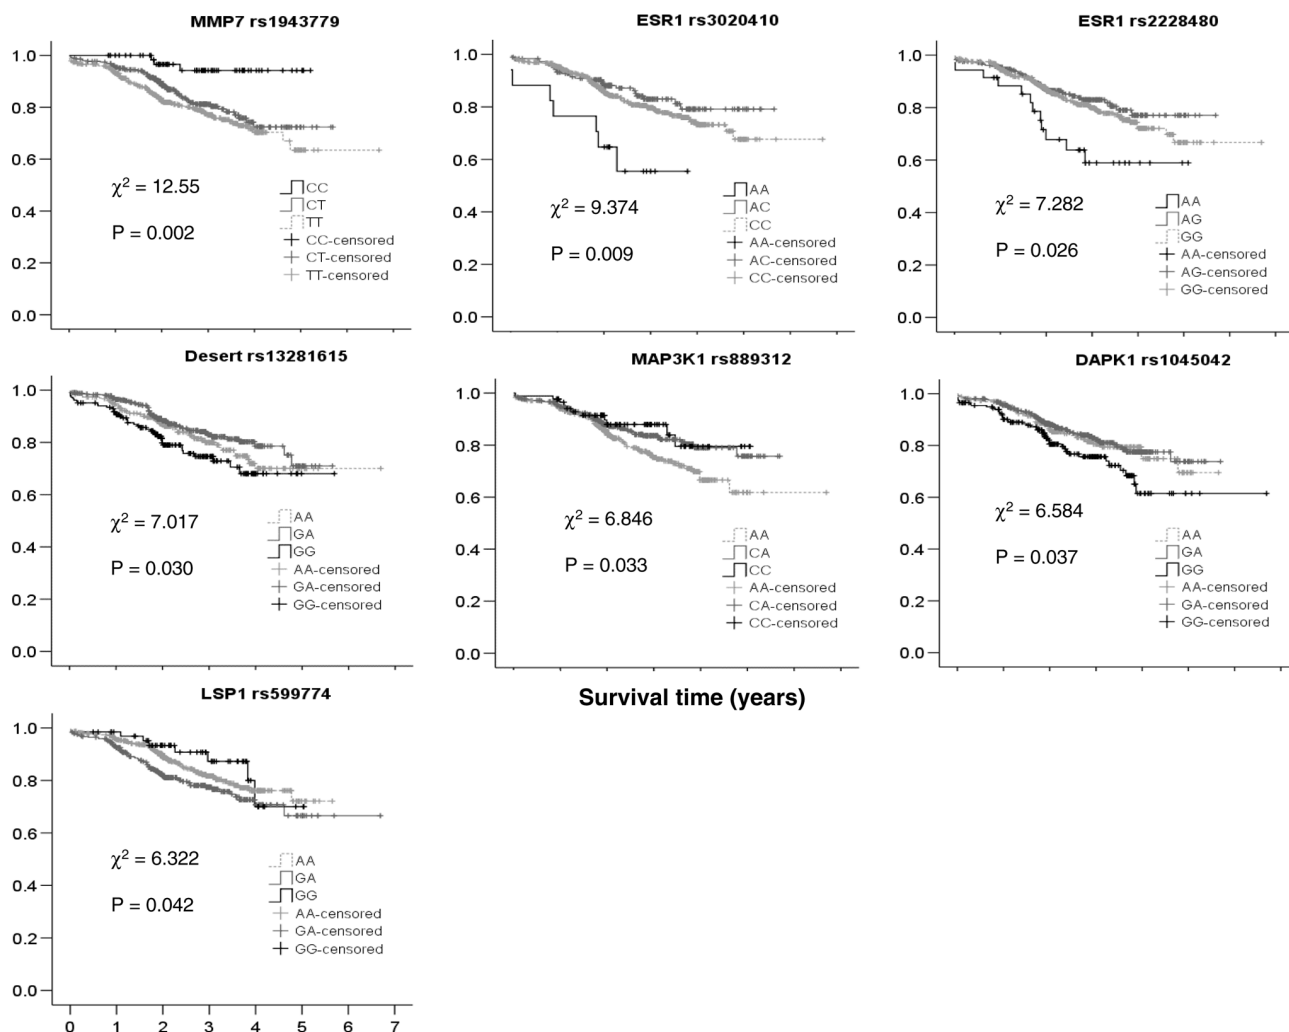 MMP7 rs1943779
1.0
0.8
0.6
0.4
0.2
0.0
χ² = 12.55
P = 0.002
CC
CT
TT
CC-censored
CT-censored
TT-censored
ESR1 rs3020410
1.0
0.8
0.6
0.4
0.2
0.0
χ² = 9.374
P = 0.009
AA
AC
CC
AA-censored
AC-censored
CC-censored
ESR1 rs2228480
1.0
0.8
0.6
0.4
0.2
0.0
χ² = 7.282
P = 0.026
AA
AG
GG
AA-censored
AG-censored
GG-censored
Desert rs13281615
1.0
0.8
0.6
0.4
0.2
0.0
χ² = 7.017
P = 0.030
AA
GA
GG
AA-censored
GA-censored
GG-censored
MAP3K1 rs889312
1.0
0.8
0.6
0.4
0.2
0.0
χ² = 6.846
P = 0.033
AA
CA
CC
AA-censored
CA-censored
CC-censored
DAPK1 rs1045042
1.0
0.8
0.6
0.4
0.2
0.0
χ² = 6.584
P = 0.037
AA
GA
GG
AA-censored
GA-censored
GG-censored
Survival time (years)
LSP1 rs599774
1.0
0.8
0.6
0.4
0.2
0.0
χ² = 6.322
P = 0.042
AA
GA
GG
AA-censored
GA-censored
GG-censored
0 1 2 3 4 5 6 7